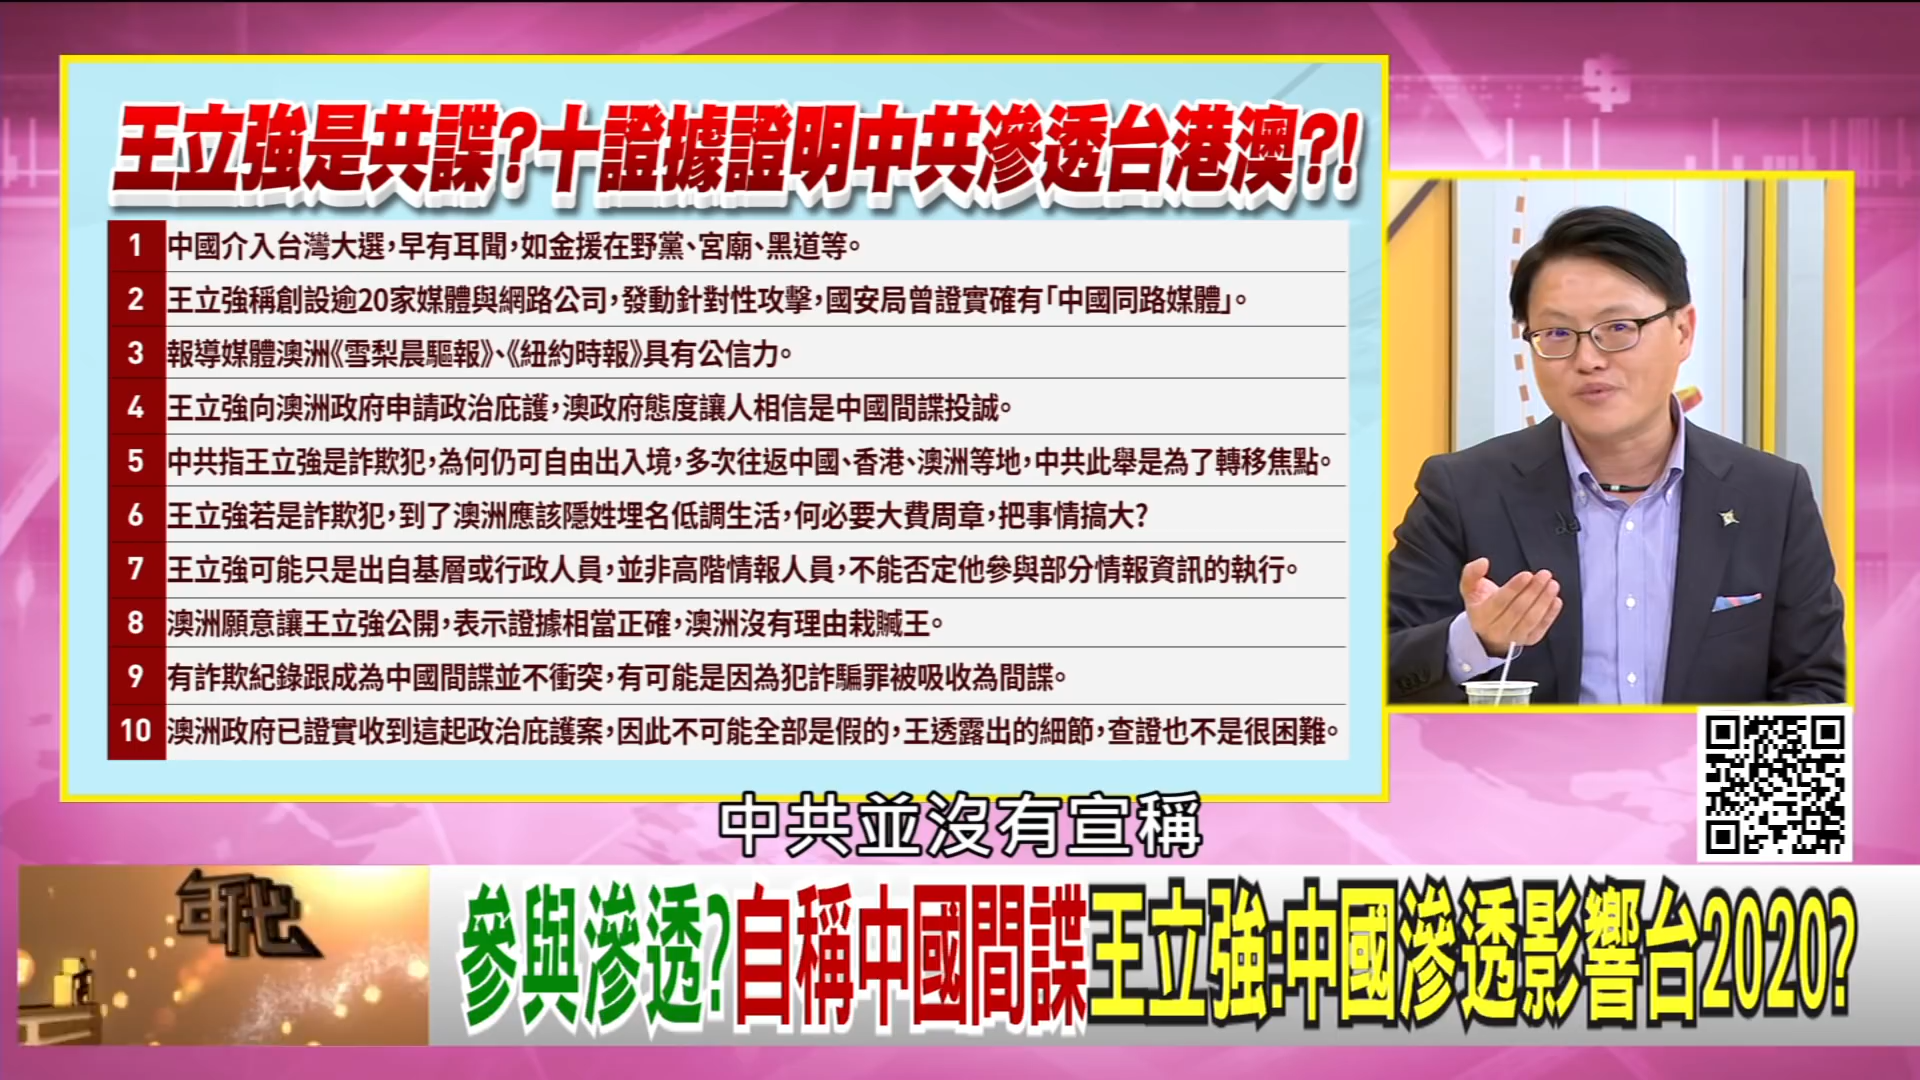 王立強是共諜?十證據證明中共滲透台港澳?!
1 中國介入台灣大選,早有耳聞,如金援在野黨、宮廟、黑道等。
2 王立強稱創設逾20家媒體與網路公司,發動針對性攻擊,國安局曾證實確有「中國同路媒體」。
3 報導媒體澳洲《雪梨晨驅報》、《紐約時報》具有公信力。
4 王立強向澳洲政府申請政治庇護,澳政府態度讓人相信是中國間諜投誠。
5 中共指王立強是詐欺犯,為何仍可自由出入境,多次往返中國、香港、澳洲等地,中共此舉是為了轉移焦點。
6 王立強若是詐欺犯,到了澳洲應該隱姓埋名低調生活,何必要大費周章,把事情搞大?
7 王立強可能只是出自基層或行政人員,並非高階情報人員,不能否定他參與部分情報資訊的執行。
8 澳洲願意讓王立強公開,表示證據相當正確,澳洲沒有理由栽贓王。
9 有詐欺紀錄跟成為中國間諜並不衝突,有可能是因為犯詐騙罪被吸收為間諜。
10 澳洲政府已證實收到這起政治庇護案,因此不可能全部是假的,王透露出的細節,查證也不是很困難。
中共並沒有宣稱
年代
參與滲透?自稱中國間諜王立強:中國滲透影響台2020?